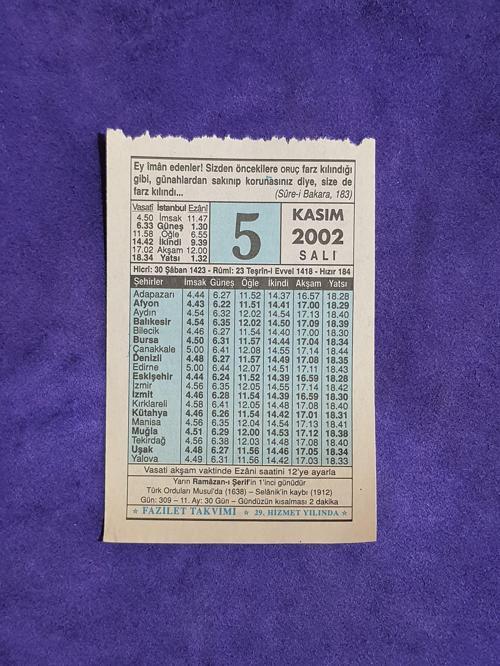 Ey îmân edenler! Sizden öncekilere ORUÇ farz kılındığı
gibi, günahlardan sakınıp korunasınız diye, size de
farz kılındı... (Sûre-i Bakara, 183)
Vasatî İstanbul Ezânî
4.50 İmsak 11.47
6.33 Güneş 1.30
11.58 Öğle 6.55
14.42 İkindi 9.39
17.02 Akşam 12.00
18.34 Yatsı 1.32
5
KASIM
2002
SALI
Hicrî: 30 Şâban 1423 - Rûmî: 23 Teşrîn-i Evvel 1418 - Hızır 184
Şehirler İmsak Güneş Öğle İkindi Akşam Yatsı
Adapazarı 4.44 6.27 11.52 14.37 16.57 18.28
Afyon 4.43 6.22 11.51 14.41 17.00 18.29
Aydın 4.54 6.32 12.02 14.54 17.13 18.40
Balıkesir 4.54 6.35 12.02 14.50 17.09 18.39
Bilecik 4.46 6.27 11.54 14.40 17.00 18.30
Bursa 4.50 6.31 11.57 14.44 17.04 18.34
Çanakkale 5.00 6.41 12.08 14.55 17.14 18.44
Denizli 4.48 6.27 11.57 14.49 17.08 18.35
Edirne 5.00 6.44 12.07 14.51 17.11 18.43
Eskişehir 4.44 6.24 11.52 14.39 16.59 18.28
İzmir 4.56 6.35 12.05 14.55 17.14 18.42
İzmit 4.46 6.28 11.54 14.39 16.59 18.30
Kırklareli 4.58 6.41 12.05 14.48 17.08 18.40
Kütahya 4.46 6.26 11.54 14.42 17.01 18.31
Manisa 4.56 6.35 12.04 14.54 17.13 18.41
Muğla 4.51 6.29 12.00 14.53 17.12 18.38
Tekirdağ 4.56 6.38 12.03 14.48 17.08 18.40
Uşak 4.48 6.27 11.56 14.46 17.05 18.34
Yalova 4.49 6.31 11.56 14.42 17.03 18.33
Vasati akşam vaktinde Ezâni saatini 12'ye ayarla
Yarın Ramâzan-ı Şerif'in 1'inci günüdür
Türk Orduları Musul'da (1638) – Selânik'in kaybı (1912)
Gün: 309 – 11. Ay: 30 Gün – Gündüzün kısalması 2 dakika
★ FAZİLET TAKVİMİ ★ 29. HİZMET YILINDA ★